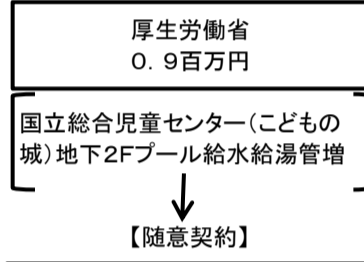 厚生労働省
０．９百万円
国立総合児童センター（こどもの
城）地下２Ｆプール給水給湯管増
【随意契約】